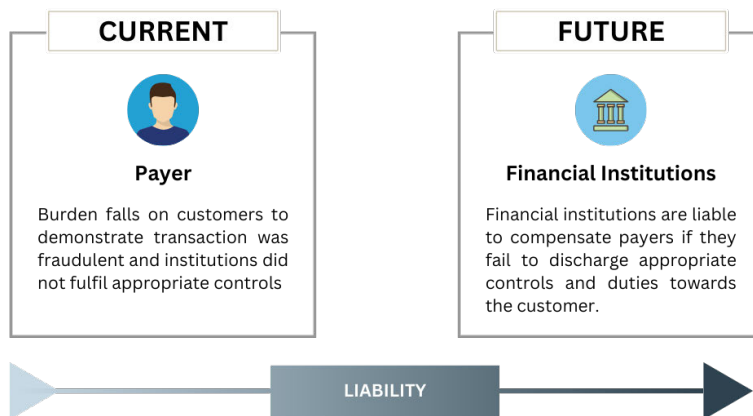 CURRENT
Payer
Burden falls on customers to
demonstrate transaction was
fraudulent and institutions did
not fulfil appropriate controls
FUTURE
Financial Institutions
Financial institutions are liable
to compensate payers if they
fail to discharge appropriate
controls and duties towards
the customer.
LIABILITY